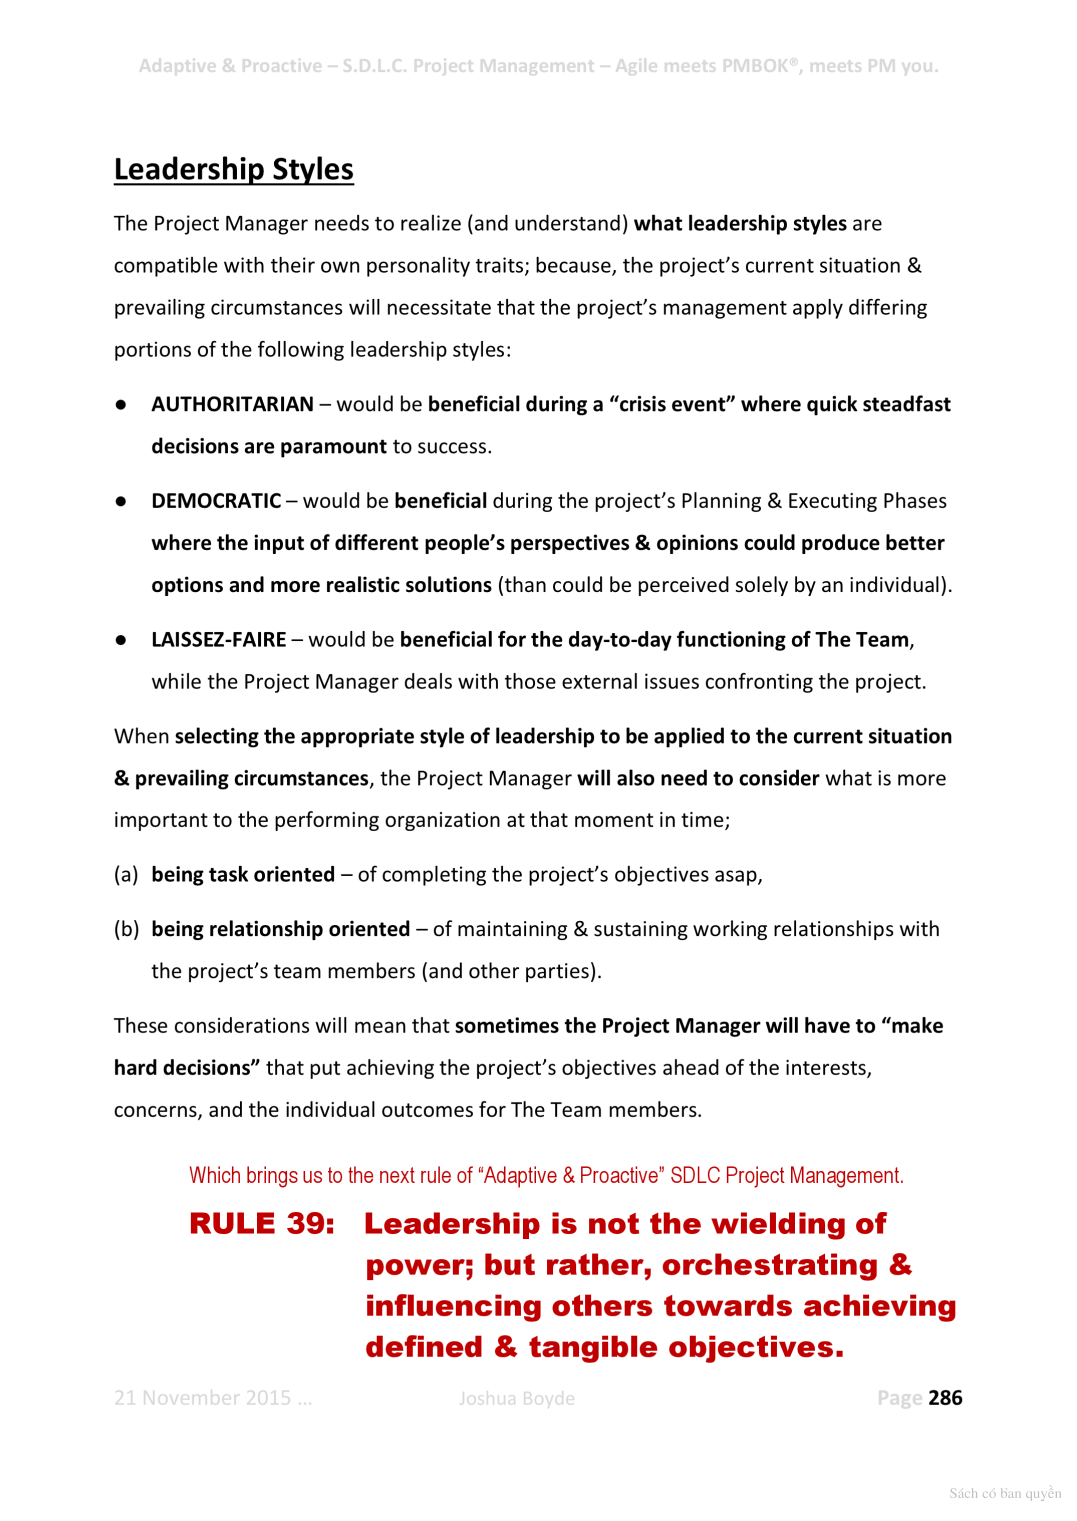 Adaptive & Proactive – S.D.L.C. Project Management – Agile meets PMBOK®, meets PM you.
Leadership Styles
The Project Manager needs to realize (and understand) what leadership styles are
compatible with their own personality traits; because, the project’s current situation &
prevailing circumstances will necessitate that the project’s management apply differing
portions of the following leadership styles:
● AUTHORITARIAN – would be beneficial during a “crisis event” where quick steadfast
decisions are paramount to success.
● DEMOCRATIC – would be beneficial during the project’s Planning & Executing Phases
where the input of different people’s perspectives & opinions could produce better
options and more realistic solutions (than could be perceived solely by an individual).
● LAISSEZ-FAIRE – would be beneficial for the day-to-day functioning of The Team,
while the Project Manager deals with those external issues confronting the project.
When selecting the appropriate style of leadership to be applied to the current situation
& prevailing circumstances, the Project Manager will also need to consider what is more
important to the performing organization at that moment in time;
(a) being task oriented – of completing the project’s objectives asap,
(b) being relationship oriented – of maintaining & sustaining working relationships with
the project’s team members (and other parties).
These considerations will mean that sometimes the Project Manager will have to “make
hard decisions” that put achieving the project’s objectives ahead of the interests,
concerns, and the individual outcomes for The Team members.
Which brings us to the next rule of “Adaptive & Proactive” SDLC Project Management.
RULE 39: Leadership is not the wielding of
power; but rather, orchestrating &
influencing others towards achieving
defined & tangible objectives.
21 November 2015 ... Joshua Boyde Page 286
Sách có bản quyền